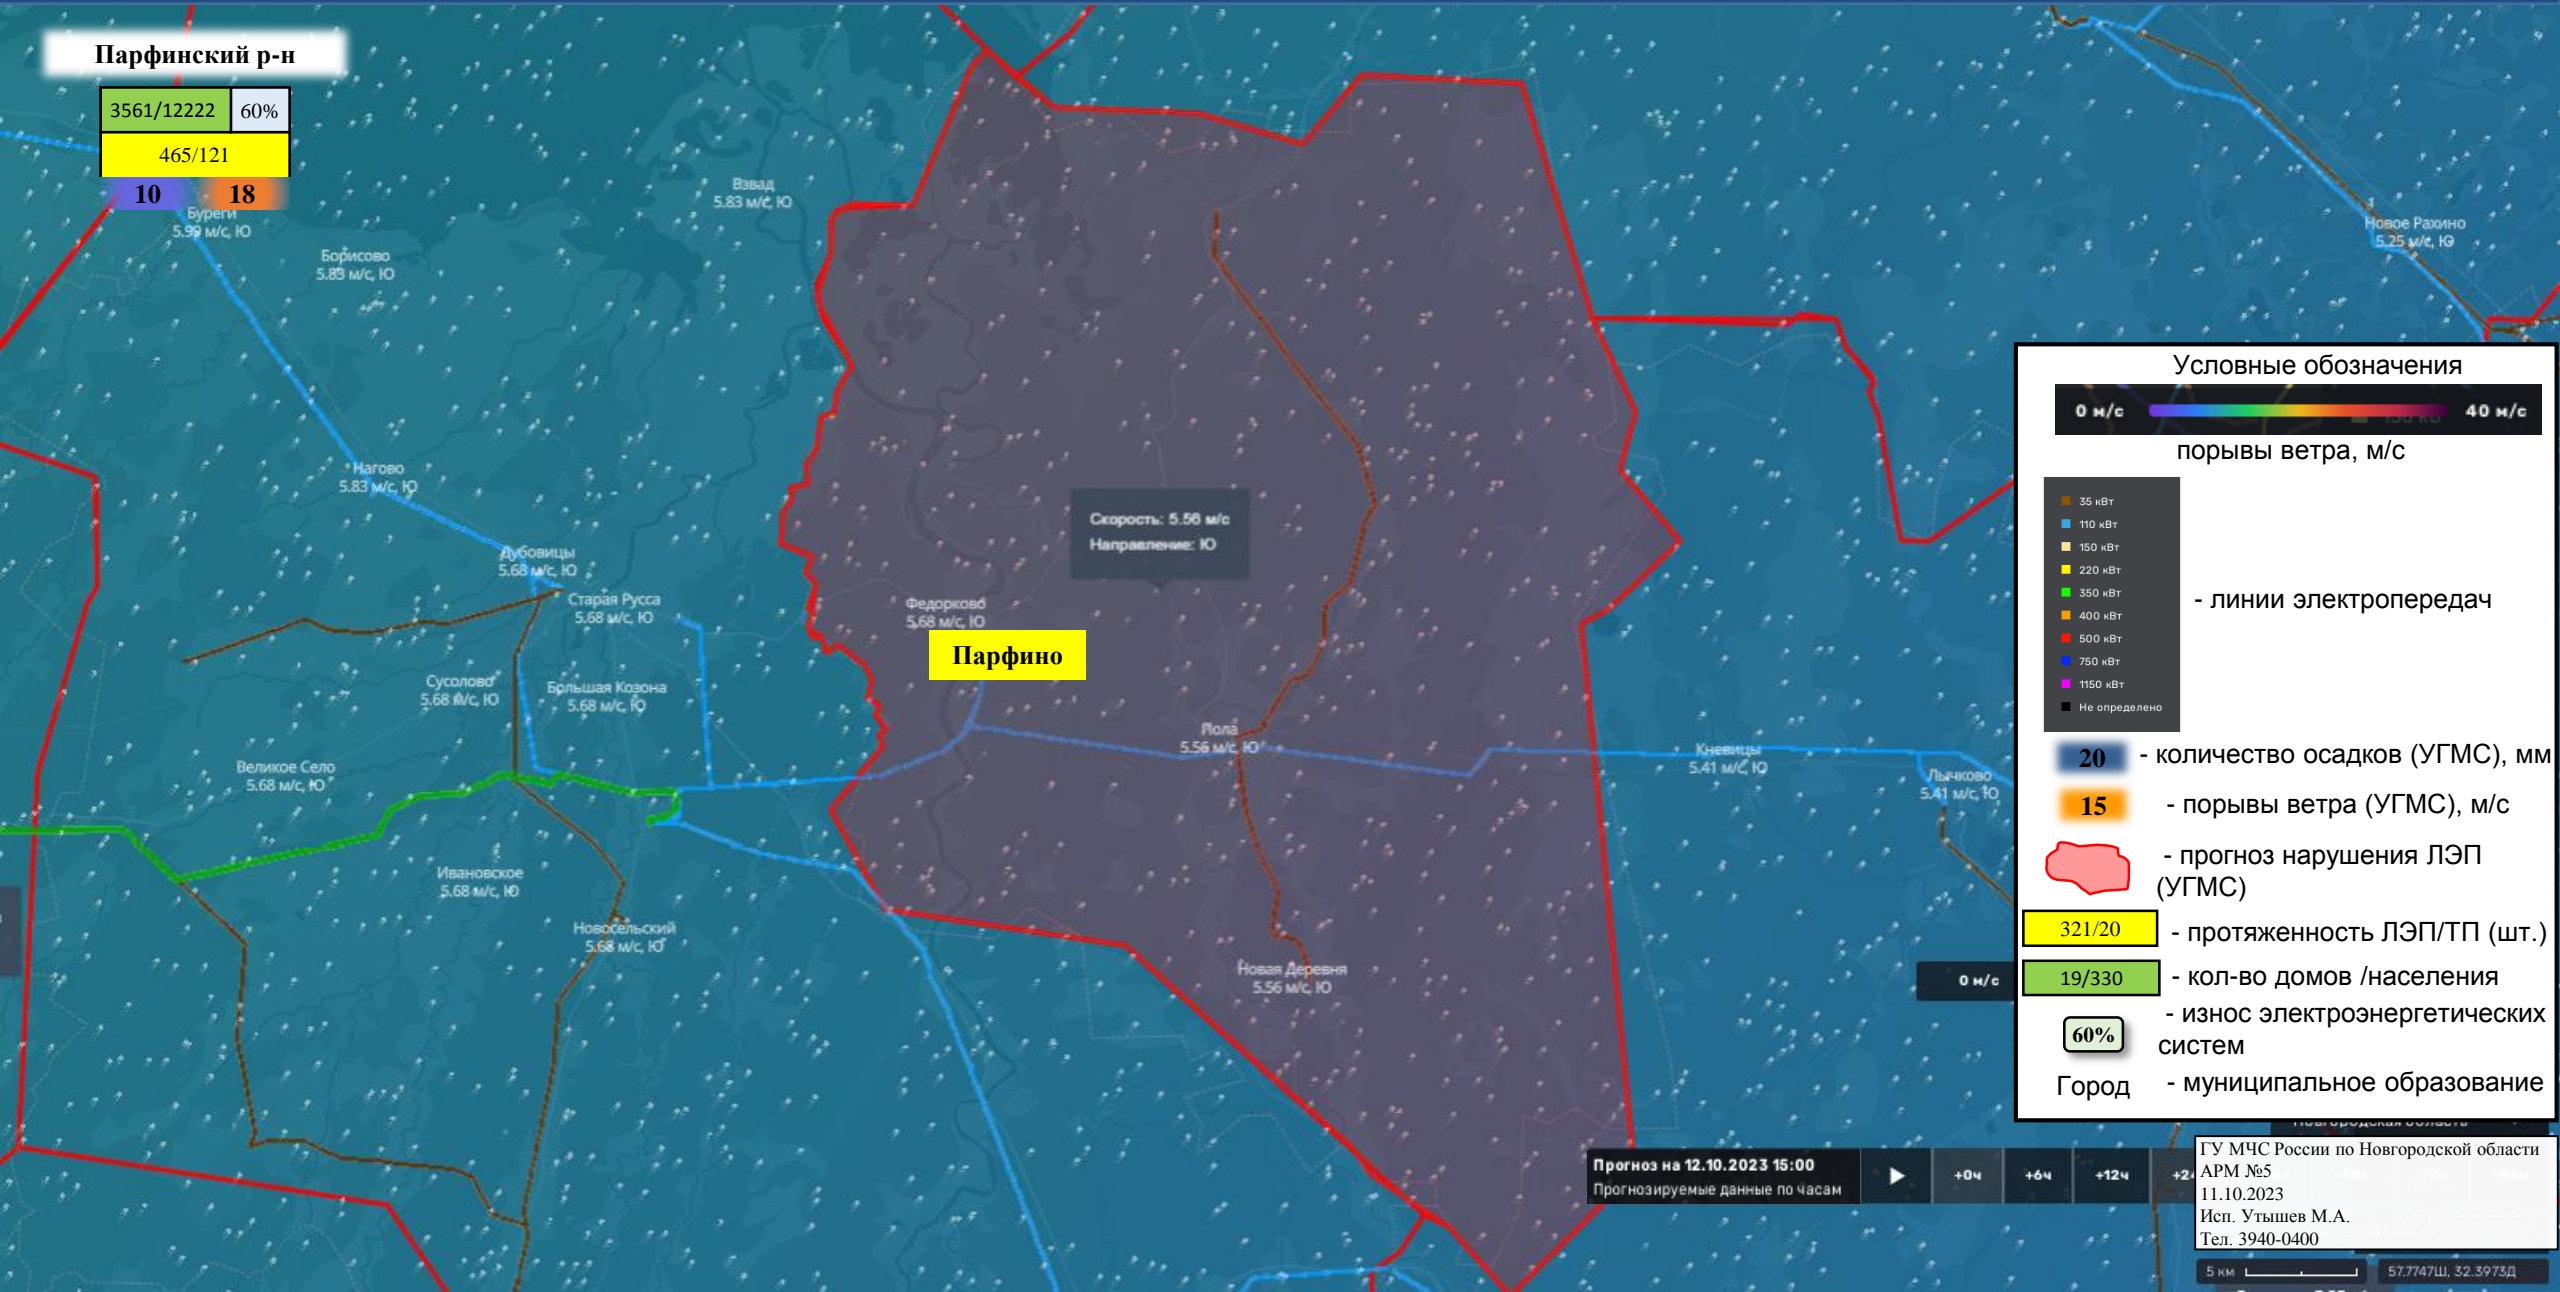 Парфинский р-н
3561/12222 60%
465/121
10 18
Буреги
5.99 м/с, Ю
Борисово
5.83 м/с, Ю
Взвад
5.83 м/с, Ю
Новое Рахино
5.25 м/с, Ю
Нагово
5.83 м/с, Ю
Дубовицы
5.68 м/с, Ю
Старая Русса
5.68 м/с, Ю
Сусолово
5.68 м/с, Ю
Большая Козона
5.68 м/с, Ю
Великое Село
5.68 м/с, Ю
Ивановское
5.68 м/с, Ю
Новосельский
5.68 м/с, Ю
Скорость: 5.56 м/с
Направление: Ю
Федорково
5.68 м/с, Ю
Парфино
Пола
5.56 м/с, Ю
Новая Деревня
5.56 м/с, Ю
Кневицы
5.41 м/с, Ю
Лычково
5.41 м/с, Ю
0 м/с
Условные обозначения
0 м/с 40 м/с
порывы ветра, м/с
35 кВт
110 кВт
150 кВт
220 кВт
350 кВт
400 кВт
500 кВт
750 кВт
1150 кВт
Не определено
- линии электропередач
20 - количество осадков (УГМС), мм
15 - порывы ветра (УГМС), м/с
- прогноз нарушения ЛЭП
(УГМС)
321/20 - протяженность ЛЭП/ТП (шт.)
19/330 - кол-во домов /населения
60% - износ электроэнергетических
систем
Город - муниципальное образование
Новгородская область
Прогноз на 12.10.2023 15:00
Прогнозируемые данные по часам
+0ч +6ч +12ч +24
ГУ МЧС России по Новгородской области
АРМ №5
11.10.2023
Исп. Утышев М.А.
Тел. 3940-0400
5 км
57.7747Ш, 32.3973Д